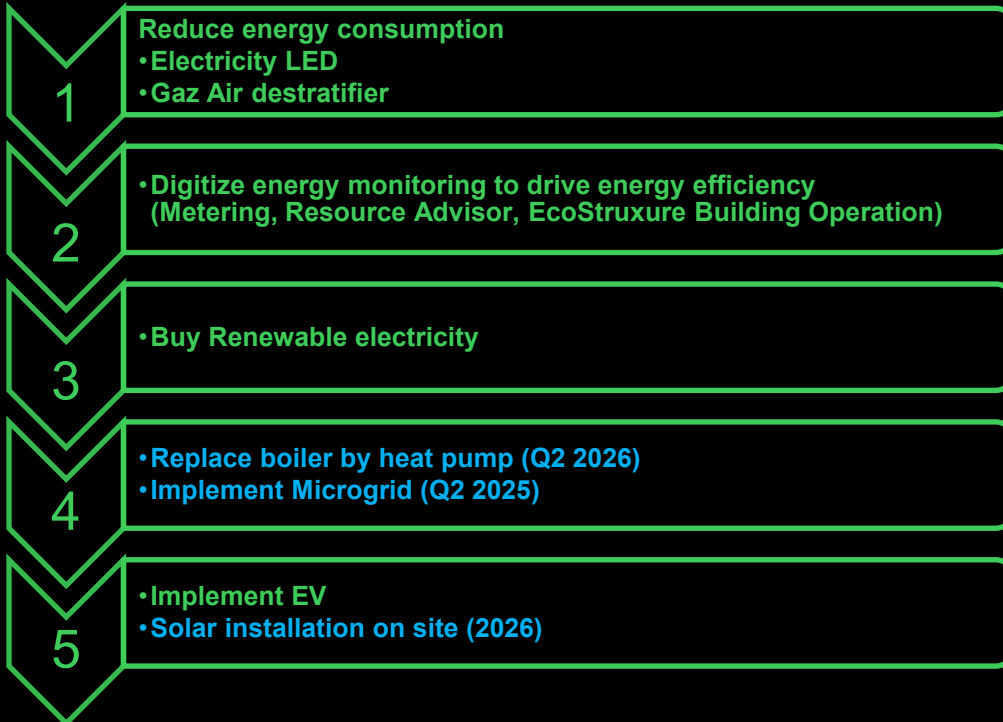 1
Reduce energy consumption
•Electricity LED
•Gaz Air destratifier
2
•Digitize energy monitoring to drive energy efficiency
(Metering, Resource Advisor, EcoStruxure Building Operation)
3
•Buy Renewable electricity
4
•Replace boiler by heat pump (Q2 2026)
•Implement Microgrid (Q2 2025)
5
•Implement EV
•Solar installation on site (2026)